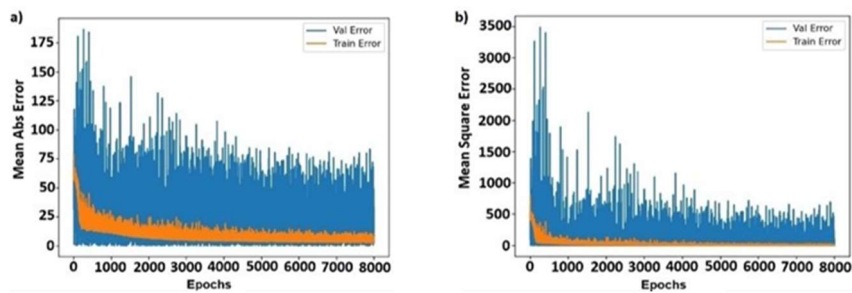 a)
Val Error
Train Error
Mean Abs Error
175
150
125
100
75
50
25
0
0 1000 2000 3000 4000 5000 6000 7000 8000
Epochs
b)
Val Error
Train Error
Mean Square Error
3500
3000
2500
2000
1500
1000
500
0
0 1000 2000 3000 4000 5000 6000 7000 8000
Epochs